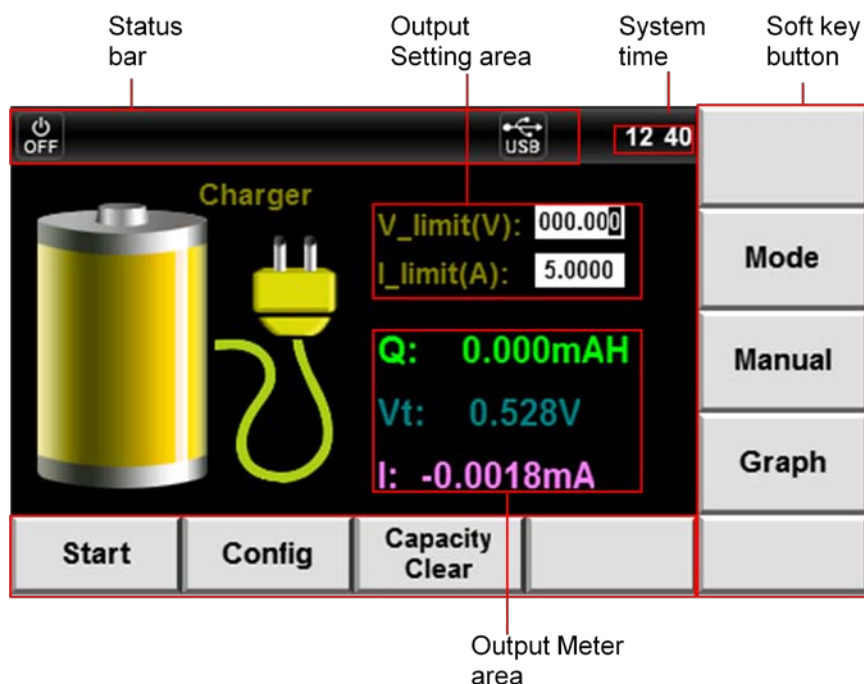 Status
bar
Output
Setting area
System
time
Soft key
button
OFF
USB
12 40
Charger
V_limit(V): 000.000
I_limit(A): 5.0000
Mode
Q: 0.000mAH
Manual
Vt: 0.528V
Graph
I: -0.0018mA
Start
Config
Capacity
Clear
Output Meter
area